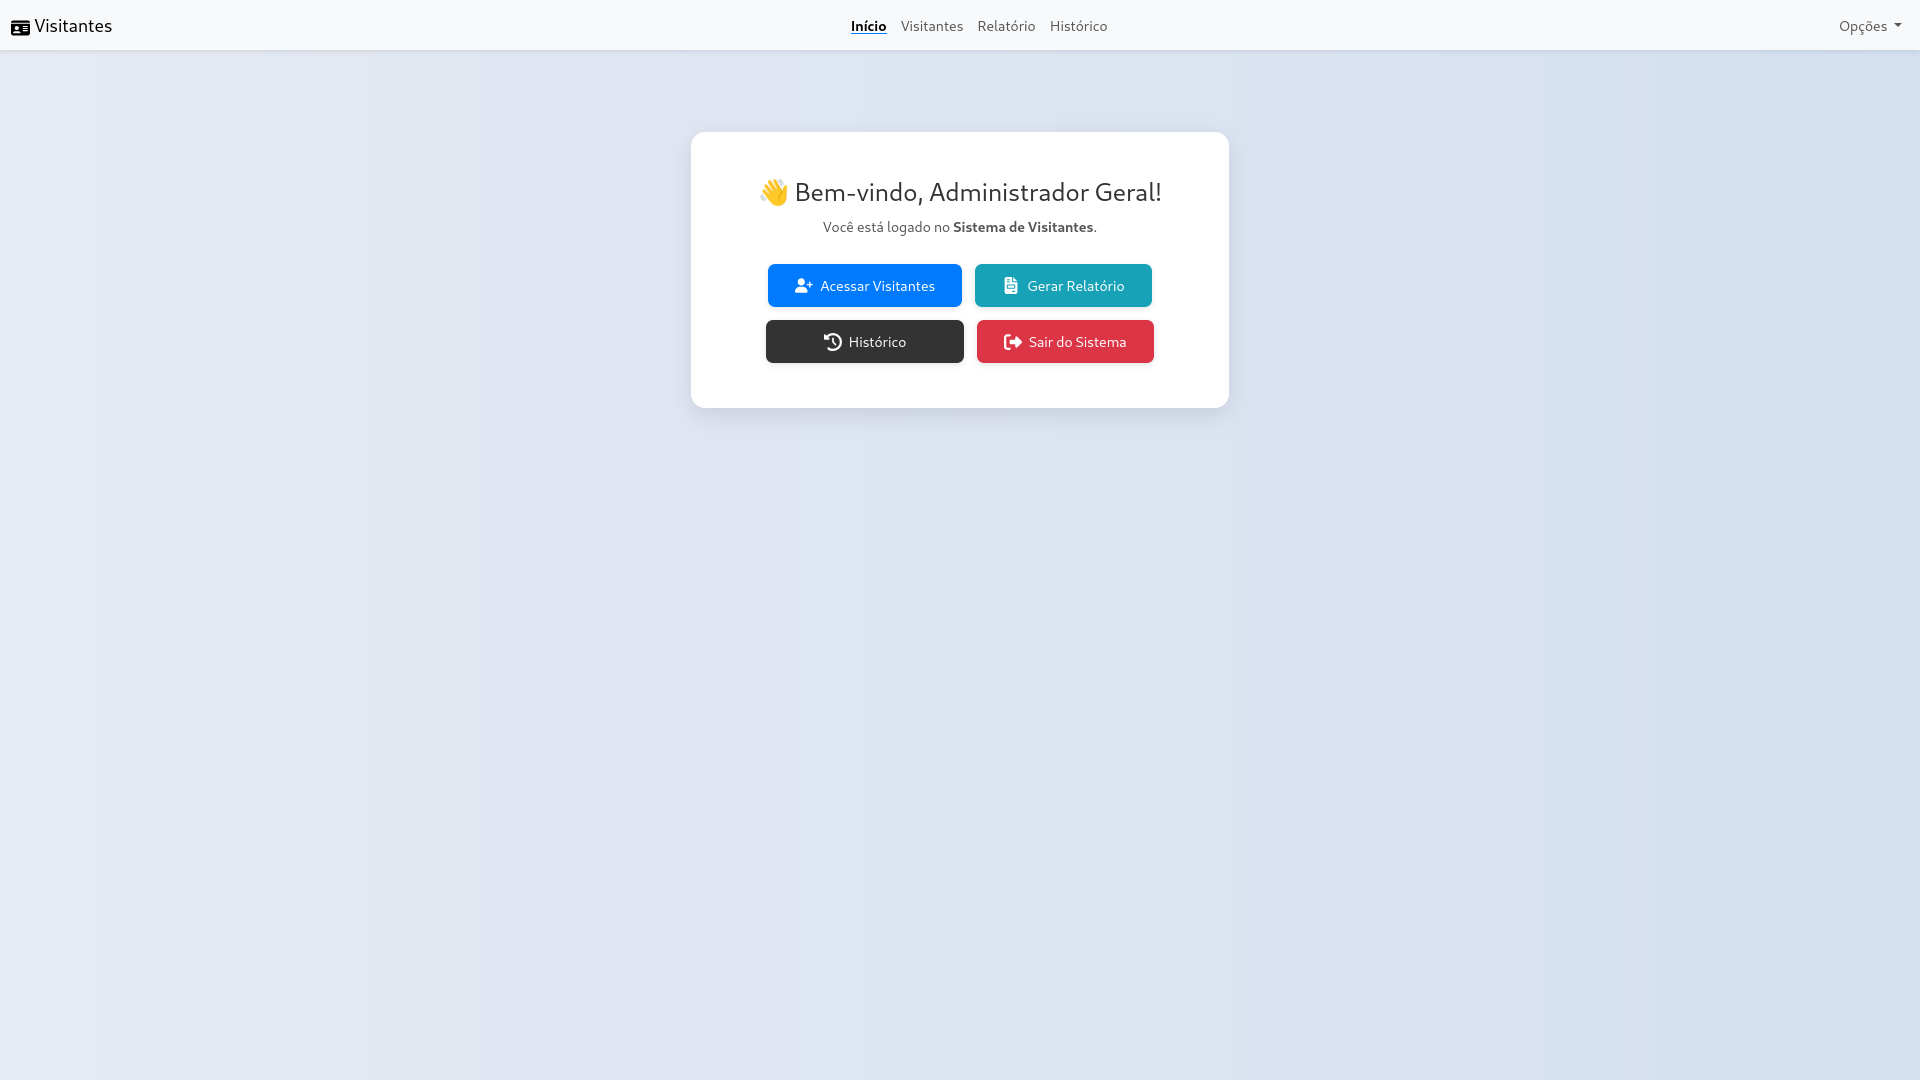 Visitantes
Início Visitantes Relatório Histórico
Opções
👋 Bem-vindo, Administrador Geral!
Você está logado no Sistema de Visitantes.
Acessar Visitantes
Gerar Relatório
Histórico
Sair do Sistema